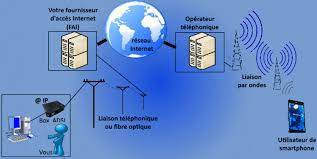 Votre fournisseur
d'accès Internet
(FAI)
réseau
Internet
Opérateur
téléphonique
Liaison
par ondes
@ IP
Box ADSL
Liaison téléphonique
ou fibre optique
Vous
Utilisateur de
smartphone